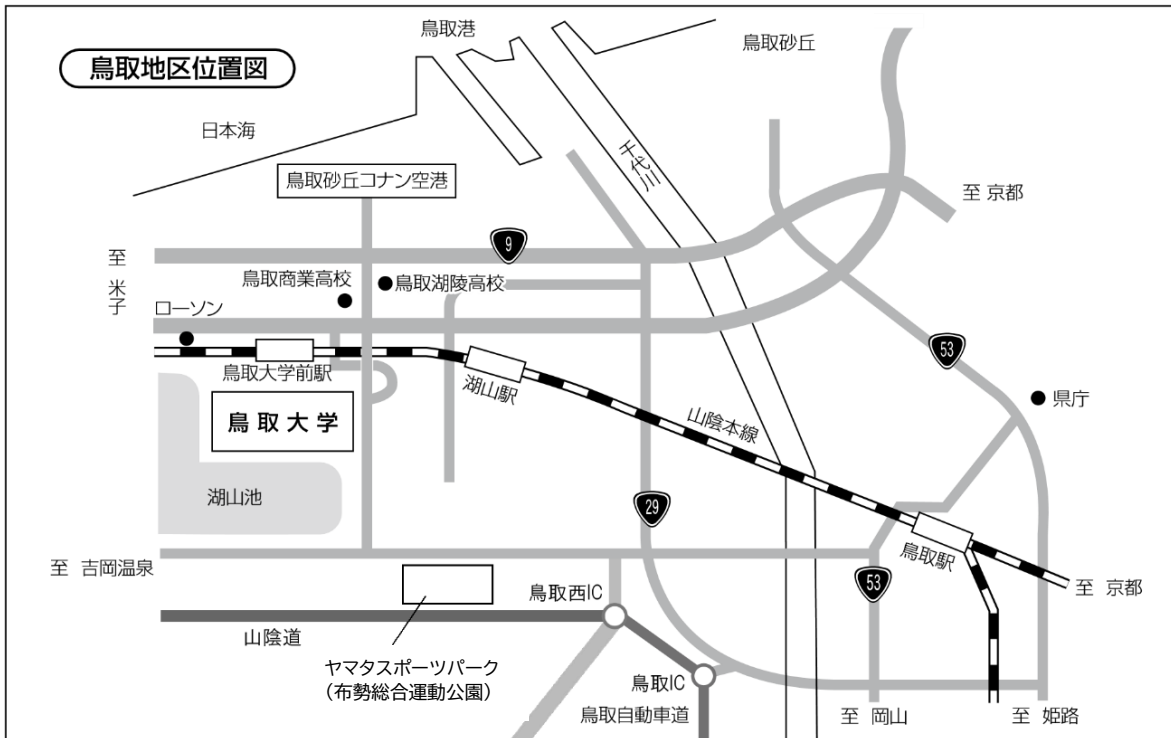 鳥取地区位置図
鳥取港
鳥取砂丘
日本海
千代川
鳥取砂丘コナン空港
至 京都
9
至 米子
鳥取商業高校
鳥取湖陵高校
ローソン
53
鳥取大学前駅
湖山駅
県庁
鳥取大学
山陰本線
湖山池
29
鳥取駅
至 吉岡温泉
53
鳥取西IC
至 京都
山陰道
ヤマタスポーツパーク
(布勢総合運動公園)
鳥取IC
鳥取自動車道
至 岡山
至 姫路